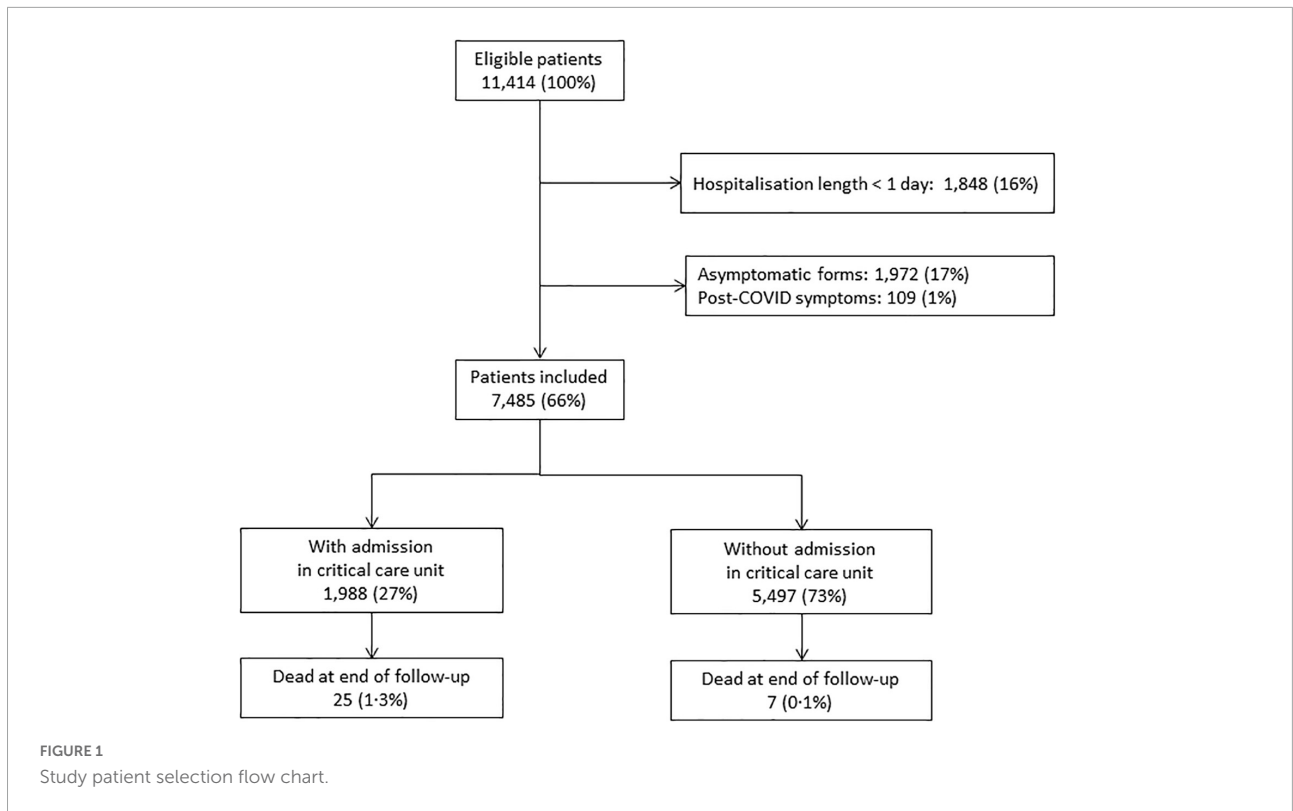 Eligible patients
11,414 (100%)
Hospitalisation length < 1 day:  1,848 (16%)
Asymptomatic forms: 1,972 (17%)
Post-COVID symptoms: 109 (1%)
Patients included
7,485 (66%)
With admission
in critical care unit
1,988 (27%)
Without admission
in critical care unit
5,497 (73%)
Dead at end of follow-up
25 (1·3%)
Dead at end of follow-up
7 (0·1%)
FIGURE 1
Study patient selection flow chart.